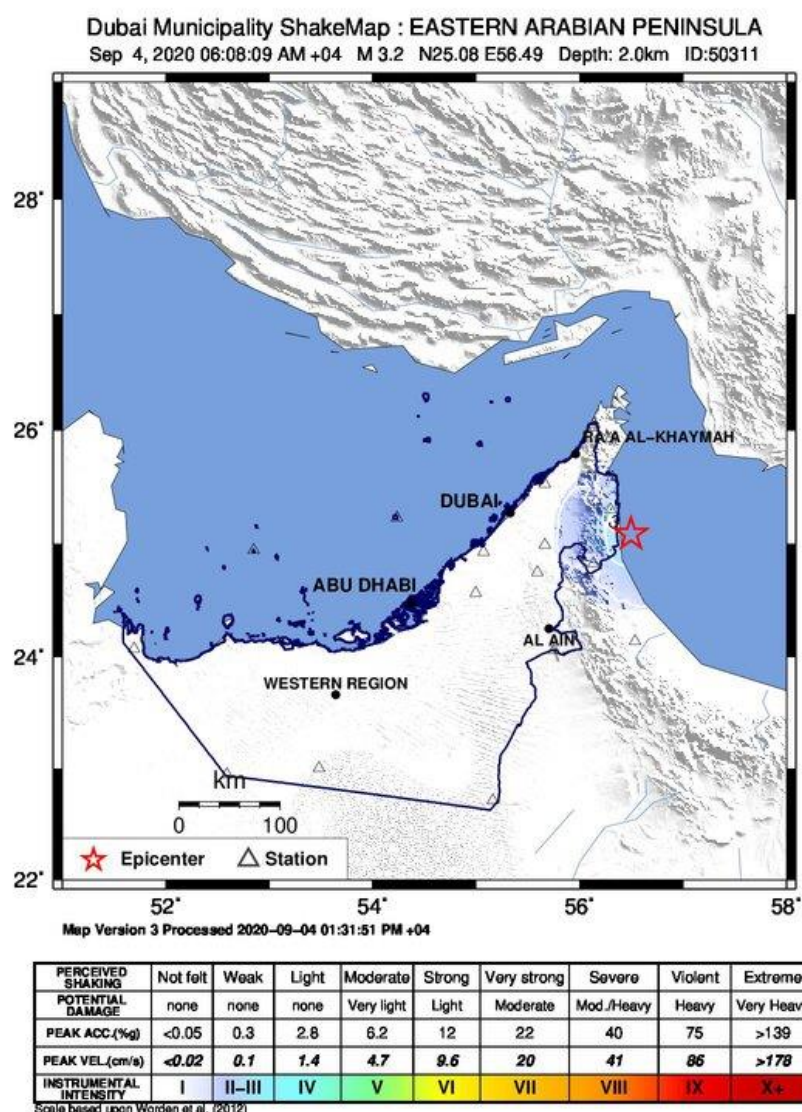 Dubai Municipality ShakeMap : EASTERN ARABIAN PENINSULA
Sep 4, 2020 06:08:09 AM +04 M 3.2 N25.08 E56.49 Depth: 2.0km ID:50311
28°
26°
RA'A AL-KHAYMAH
DUBAI
ABU DHABI
24°
AL AIN
WESTERN REGION
km
0 100
Epicenter Station
22°
52° 54° 56° 58°
Map Version 3 Processed 2020-09-04 01:31:51 PM +04
PERCEIVED SHAKING Not felt Weak Light Moderate Strong Very strong Severe Violent Extreme
POTENTIAL DAMAGE none none none Very light Light Moderate Mod./Heavy Heavy Very Heavy
PEAK ACC.(%g) <0.05 0.3 2.8 6.2 12 22 40 75 >139
PEAK VEL.(cm/s) <0.02 0.1 1.4 4.7 9.6 20 41 86 >178
INSTRUMENTAL INTENSITY I II-III IV V VI VII VIII IX X+
Scale based upon Worden et al. (2012)